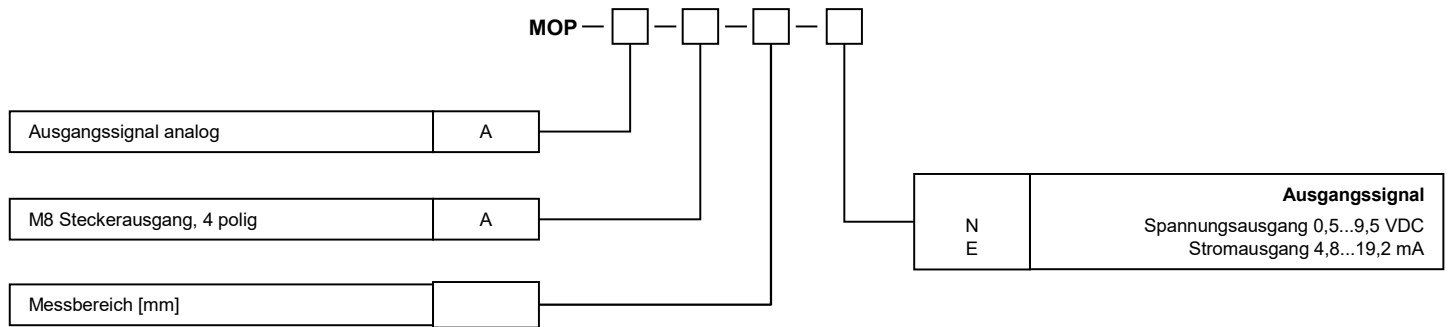 MOP
Ausgangssignal analog A
M8 Steckerausgang, 4 polig A
Messbereich [mm]
Ausgangssignal
N Spannungsausgang 0,5...9,5 VDC
E Stromausgang 4,8...19,2 mA